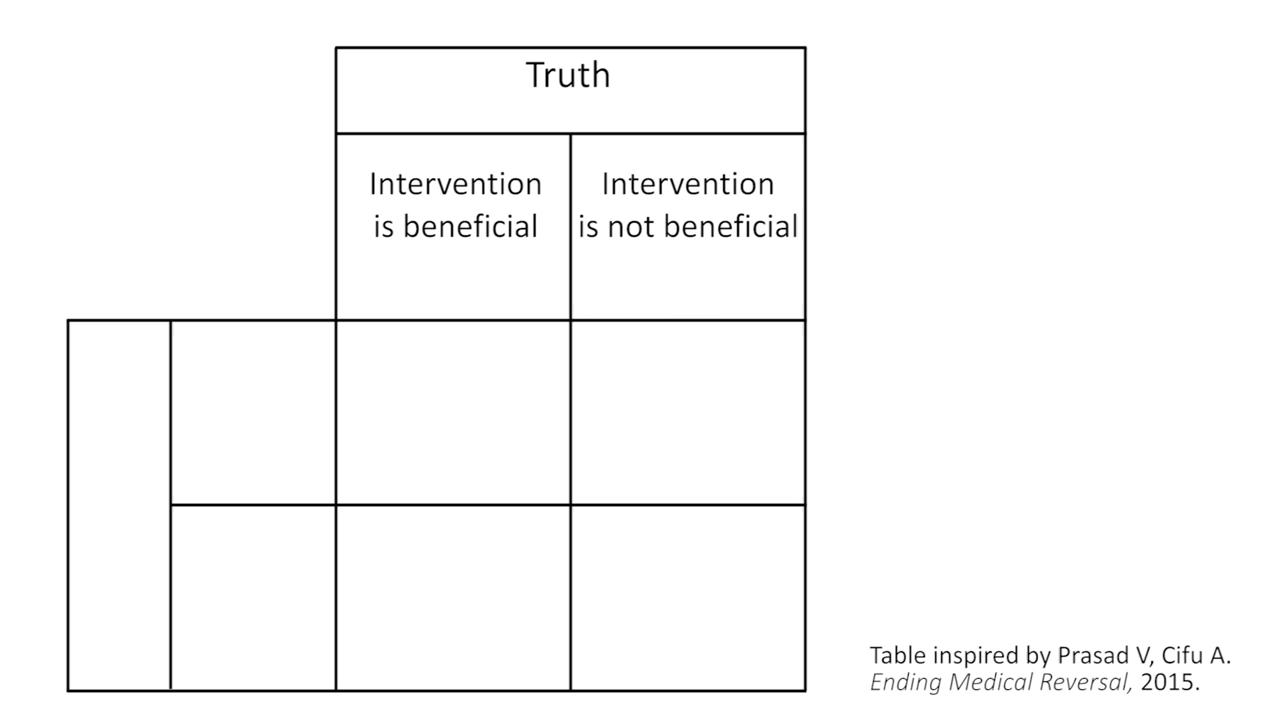 Truth
Intervention
is beneficial
Intervention
is not beneficial
Table inspired by Prasad V, Cifu A.
Ending Medical Reversal, 2015.